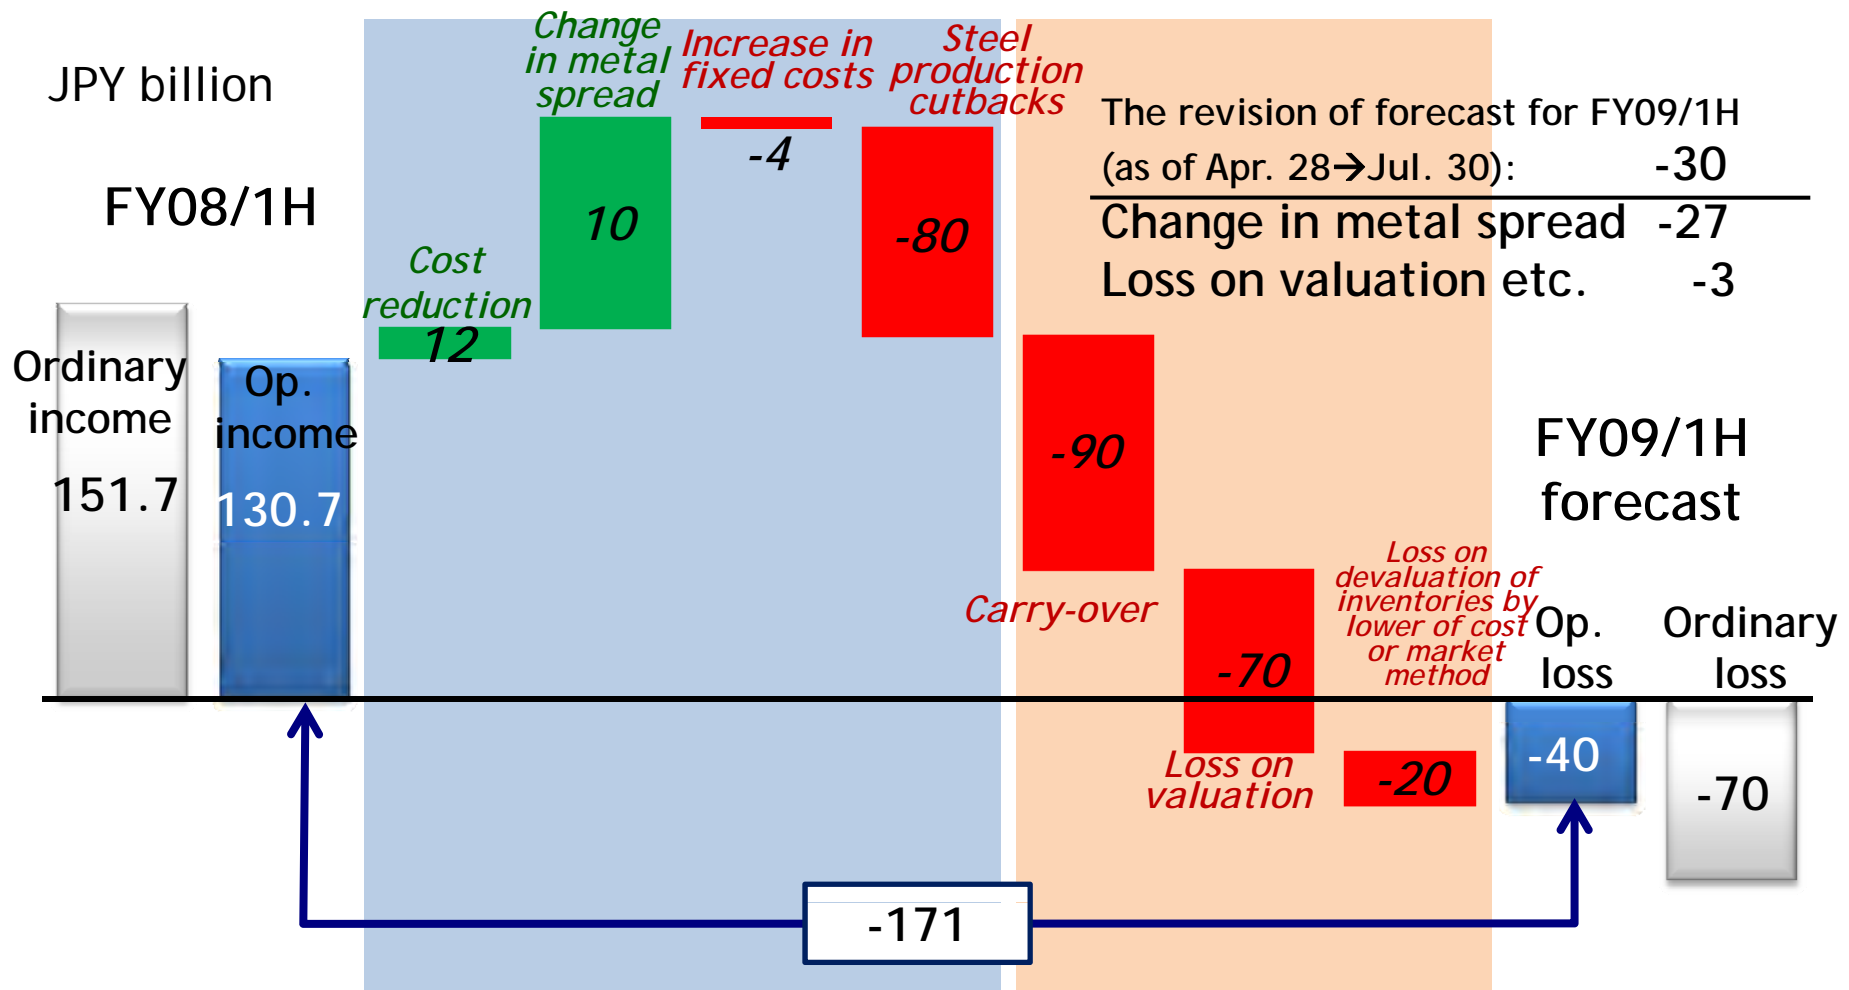 JPY billion
FY08/1H
Ordinary
income
151.7
Op.
income
130.7
Cost
reduction
12
Change
in metal
spread
10
Increase in
fixed costs
-4
Steel
production
cutbacks
-80
The revision of forecast for FY09/1H
(as of Apr. 28→Jul. 30): -30
Change in metal spread -27
Loss on valuation etc. -3
-90
Carry-over
-70
Loss on
valuation
Loss on
devaluation of
inventories by
lower of cost
or market
method
-20
FY09/1H
forecast
Op.
loss
-40
Ordinary
loss
-70
-171